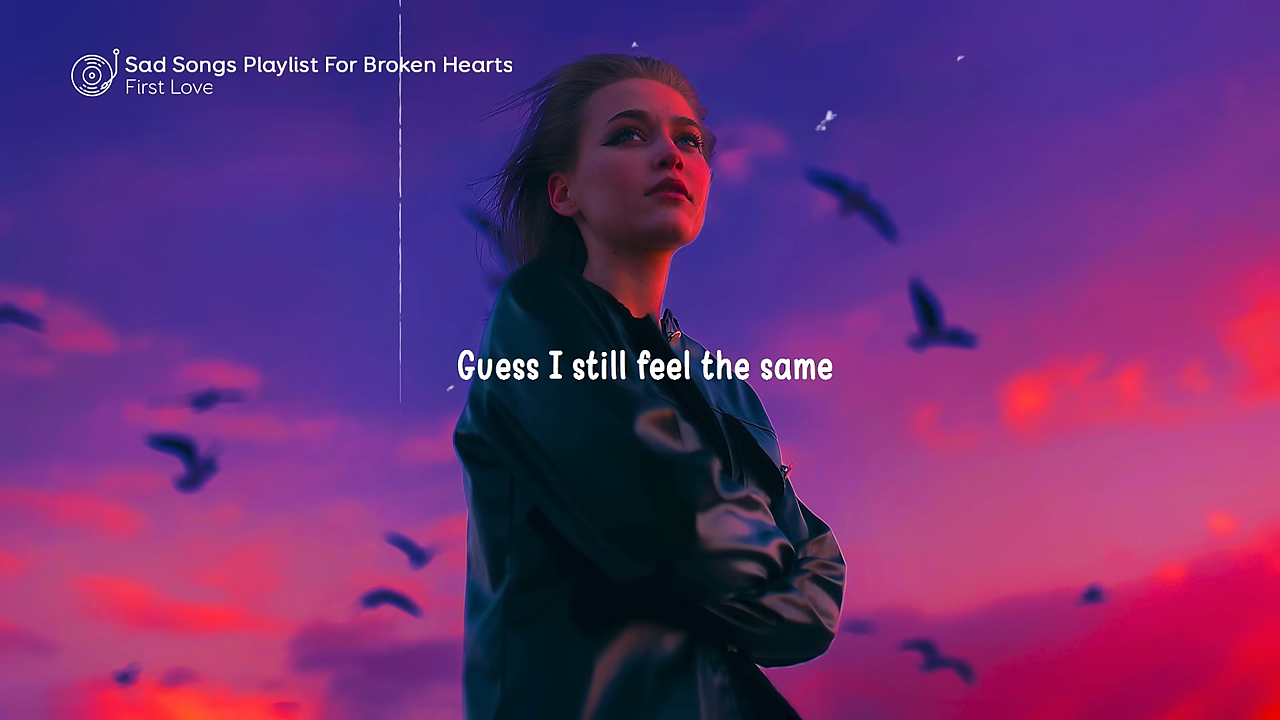 Sad Songs Playlist For Broken Hearts
First Love
Guess I still feel the same